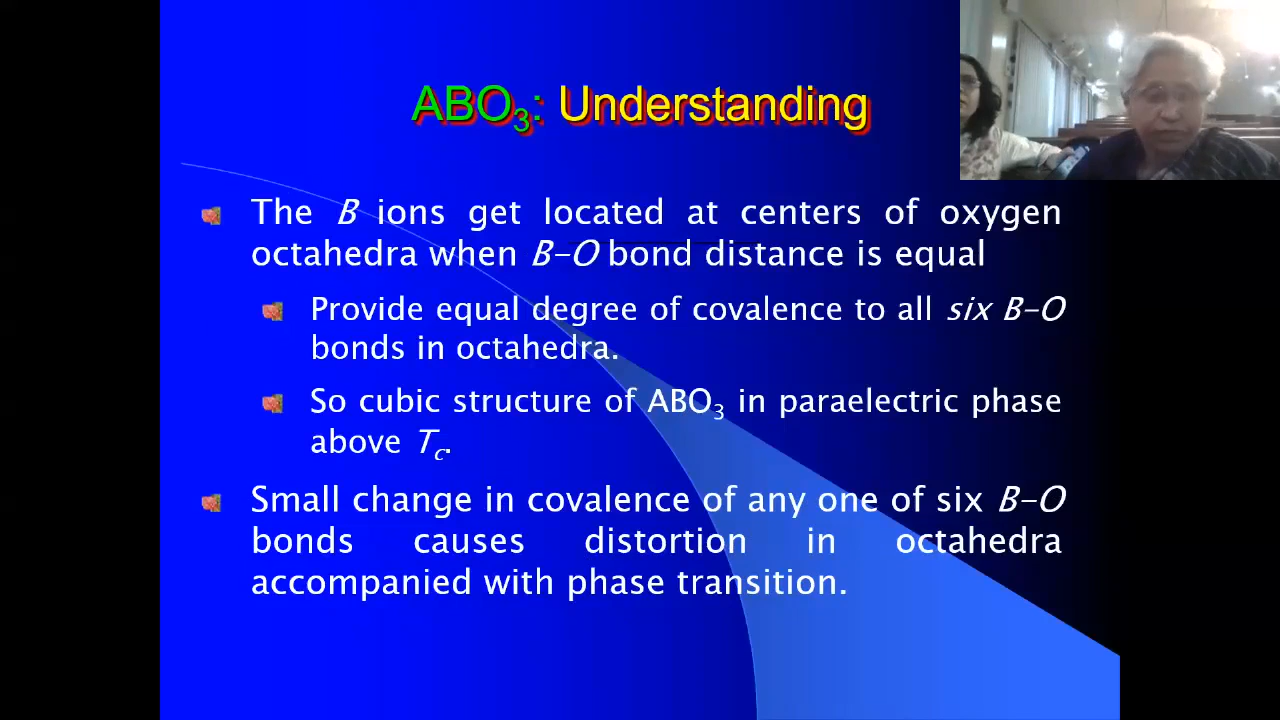 ABO₃: Understanding
The B ions get located at centers of oxygen
octahedra when B–O bond distance is equal
Provide equal degree of covalence to all six B–O
bonds in octahedra.
So cubic structure of ABO₃ in paraelectric phase
above Tc.
Small change in covalence of any one of six B–O
bonds causes distortion in octahedra
accompanied with phase transition.